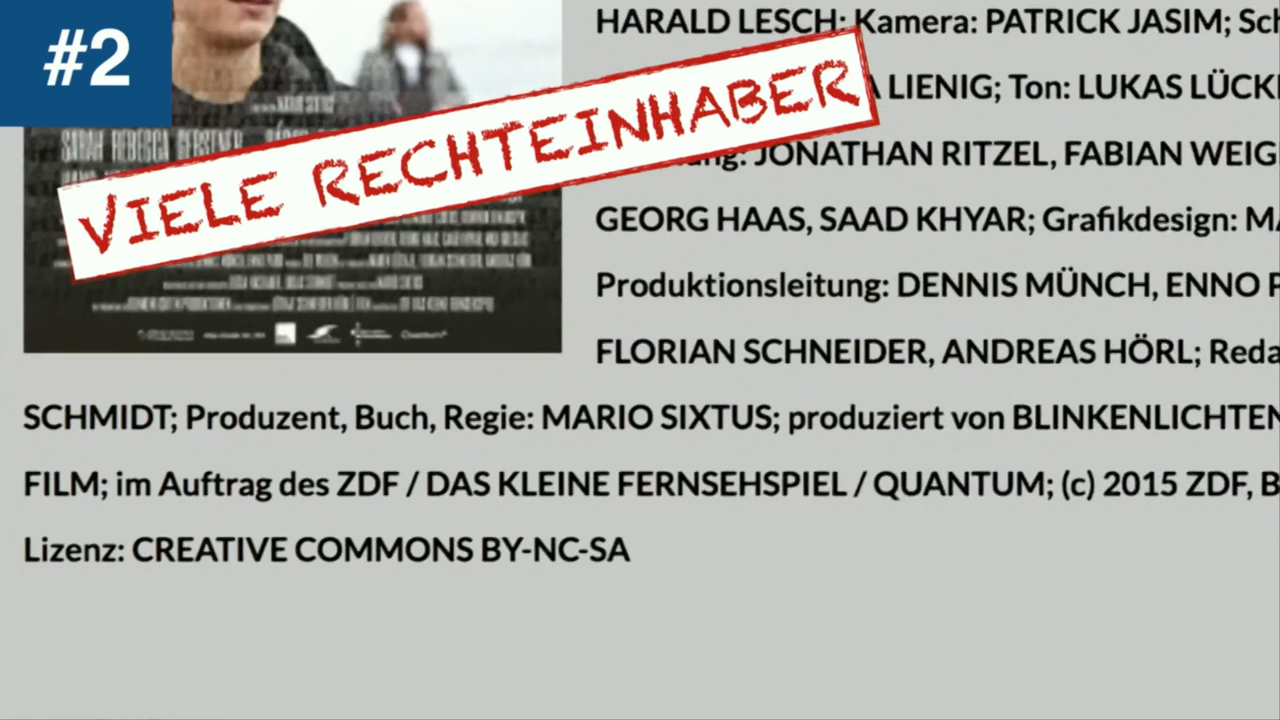 #2
HARALD LESCH; Kamera: PATRICK JASIM; Sch
LIENIG; Ton: LUKAS LÜCK
VIELE RECHTEINHABER
JONATHAN RITZEL, FABIAN WEIG
GEORG HAAS, SAAD KHYAR; Grafikdesign: MA
Produktionsleitung: DENNIS MÜNCH, ENNO P
FLORIAN SCHNEIDER, ANDREAS HÖRL; Reda
SCHMIDT; Produzent, Buch, Regie: MARIO SIXTUS; produziert von BLINKENLICHTEN
FILM; im Auftrag des ZDF / DAS KLEINE FERNSEHSPIEL / QUANTUM; (c) 2015 ZDF, B
Lizenz: CREATIVE COMMONS BY-NC-SA